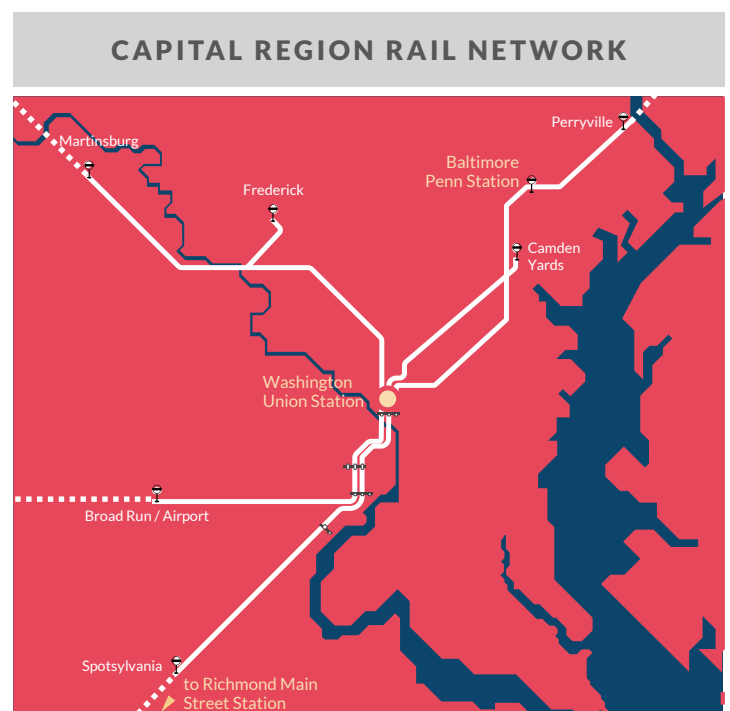 CAPITAL REGION RAIL NETWORK
Perryville
Martinsburg
Baltimore
Penn Station
Frederick
Camden
Yards
Washington
Union Station
Broad Run / Airport
Spotsylvania
to Richmond Main
Street Station